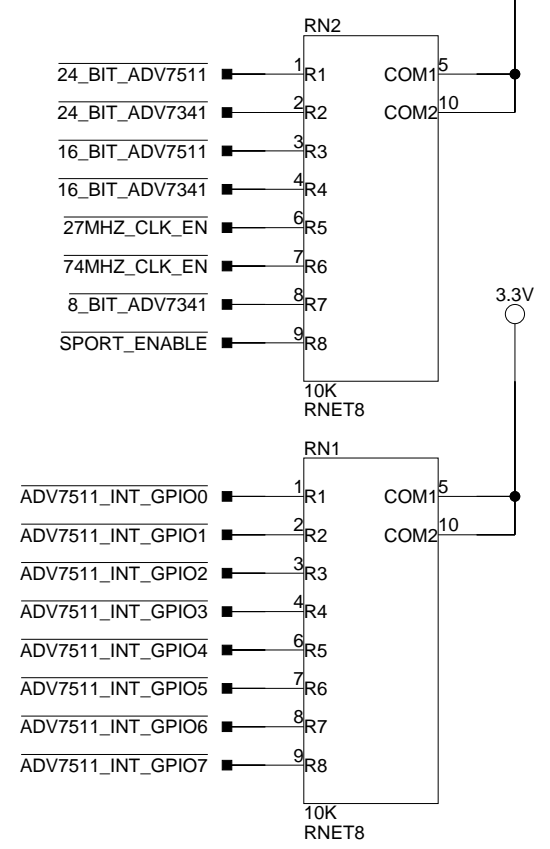 RN2
24_BIT_ADV7511 1 R1 COM1 5
24_BIT_ADV7341 2 R2 COM2 10
16_BIT_ADV7511 3 R3
16_BIT_ADV7341 4 R4
27MHZ_CLK_EN 6 R5
74MHZ_CLK_EN 7 R6
8_BIT_ADV7341 8 R7
SPORT_ENABLE 9 R8
10K
RNET8
3.3V
RN1
ADV7511_INT_GPIO0 1 R1 COM1 5
ADV7511_INT_GPIO1 2 R2 COM2 10
ADV7511_INT_GPIO2 3 R3
ADV7511_INT_GPIO3 4 R4
ADV7511_INT_GPIO4 6 R5
ADV7511_INT_GPIO5 7 R6
ADV7511_INT_GPIO6 8 R7
ADV7511_INT_GPIO7 9 R8
10K
RNET8